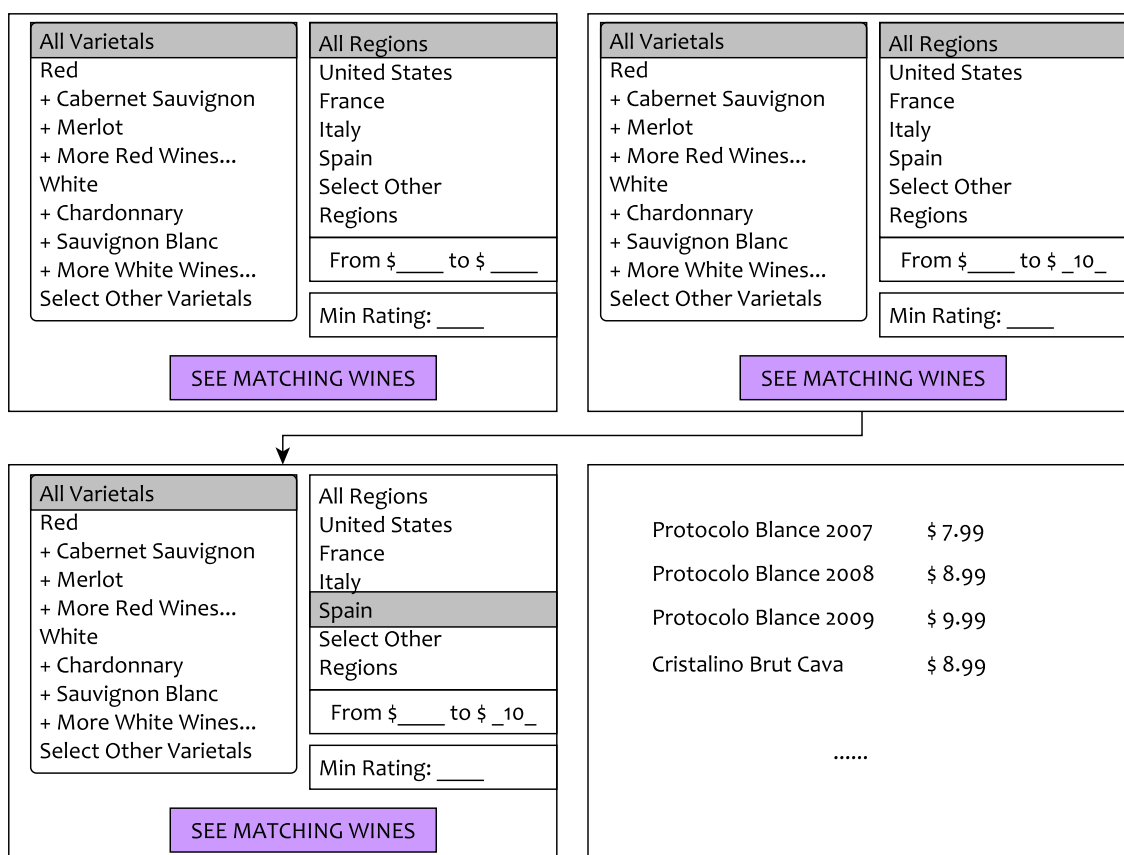 All Varietals
Red
+ Cabernet Sauvignon
+ Merlot
+ More Red Wines...
White
+ Chardonnary
+ Sauvignon Blanc
+ More White Wines...
Select Other Varietals
All Regions
United States
France
Italy
Spain
Select Other
Regions
From $____ to $ ____
Min Rating: ____
SEE MATCHING WINES
All Varietals
Red
+ Cabernet Sauvignon
+ Merlot
+ More Red Wines...
White
+ Chardonnary
+ Sauvignon Blanc
+ More White Wines...
Select Other Varietals
All Regions
United States
France
Italy
Spain
Select Other
Regions
From $____ to $ _10_
Min Rating: ____
SEE MATCHING WINES
All Varietals
Red
+ Cabernet Sauvignon
+ Merlot
+ More Red Wines...
White
+ Chardonnary
+ Sauvignon Blanc
+ More White Wines...
Select Other Varietals
All Regions
United States
France
Italy
Spain
Select Other
Regions
From $____ to $ _10_
Min Rating: ____
SEE MATCHING WINES
Protocolo Blance 2007 $ 7.99
Protocolo Blance 2008 $ 8.99
Protocolo Blance 2009 $ 9.99
Cristalino Brut Cava $ 8.99
......